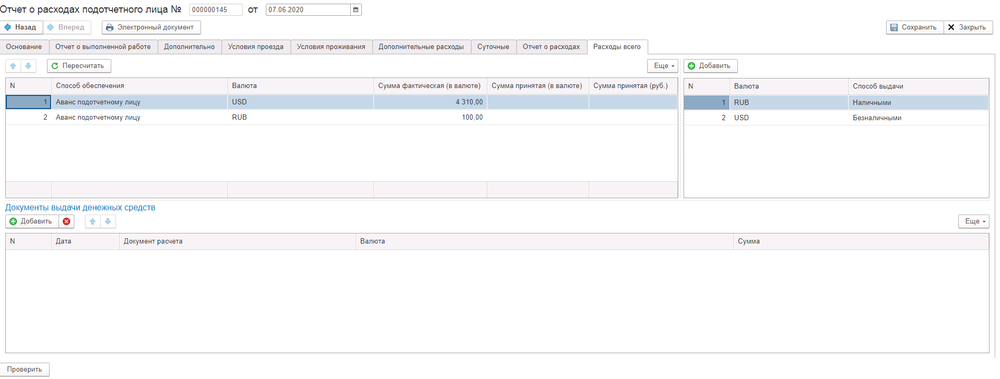 Отчет о расходах подотчетного лица № 000000145 от 07.06.2020
Назад Вперед Электронный документ Сохранить Закрыть
Основание Отчет о выполненной работе Дополнительно Условия проезда Условия проживания Дополнительные расходы Суточные Отчет о расходах Расходы всего
Пересчитать Еще Добавить
N Способ обеспечения Валюта Сумма фактическая (в валюте) Сумма принятая (в валюте) Сумма принятая (руб.)
1 Аванс подотчетному лицу USD 4 310,00
2 Аванс подотчетному лицу RUB 100,00
N Валюта Способ выдачи
1 RUB Наличными
2 USD Безналичными
Документы выдачи денежных средств
Добавить Еще
N Дата Документ расчета Валюта Сумма
Проверить